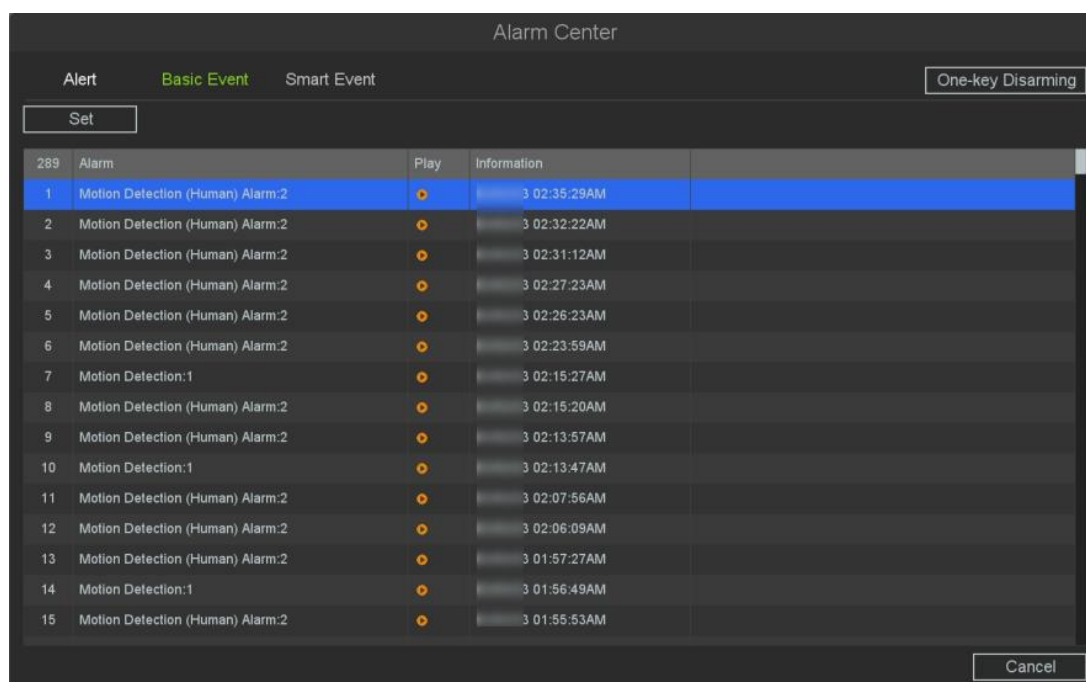 Alarm Center
Alert Basic Event Smart Event One-key Disarming
Set
289 Alarm Play Information
1 Motion Detection (Human) Alarm:2 3 02:35:29AM
2 Motion Detection (Human) Alarm:2 3 02:32:22AM
3 Motion Detection (Human) Alarm:2 3 02:31:12AM
4 Motion Detection (Human) Alarm:2 3 02:27:23AM
5 Motion Detection (Human) Alarm:2 3 02:26:23AM
6 Motion Detection (Human) Alarm:2 3 02:23:59AM
7 Motion Detection:1 3 02:15:27AM
8 Motion Detection (Human) Alarm:2 3 02:15:20AM
9 Motion Detection (Human) Alarm:2 3 02:13:57AM
10 Motion Detection:1 3 02:13:47AM
11 Motion Detection (Human) Alarm:2 3 02:07:56AM
12 Motion Detection (Human) Alarm:2 3 02:06:09AM
13 Motion Detection (Human) Alarm:2 3 01:57:27AM
14 Motion Detection:1 3 01:56:49AM
15 Motion Detection (Human) Alarm:2 3 01:55:53AM
Cancel